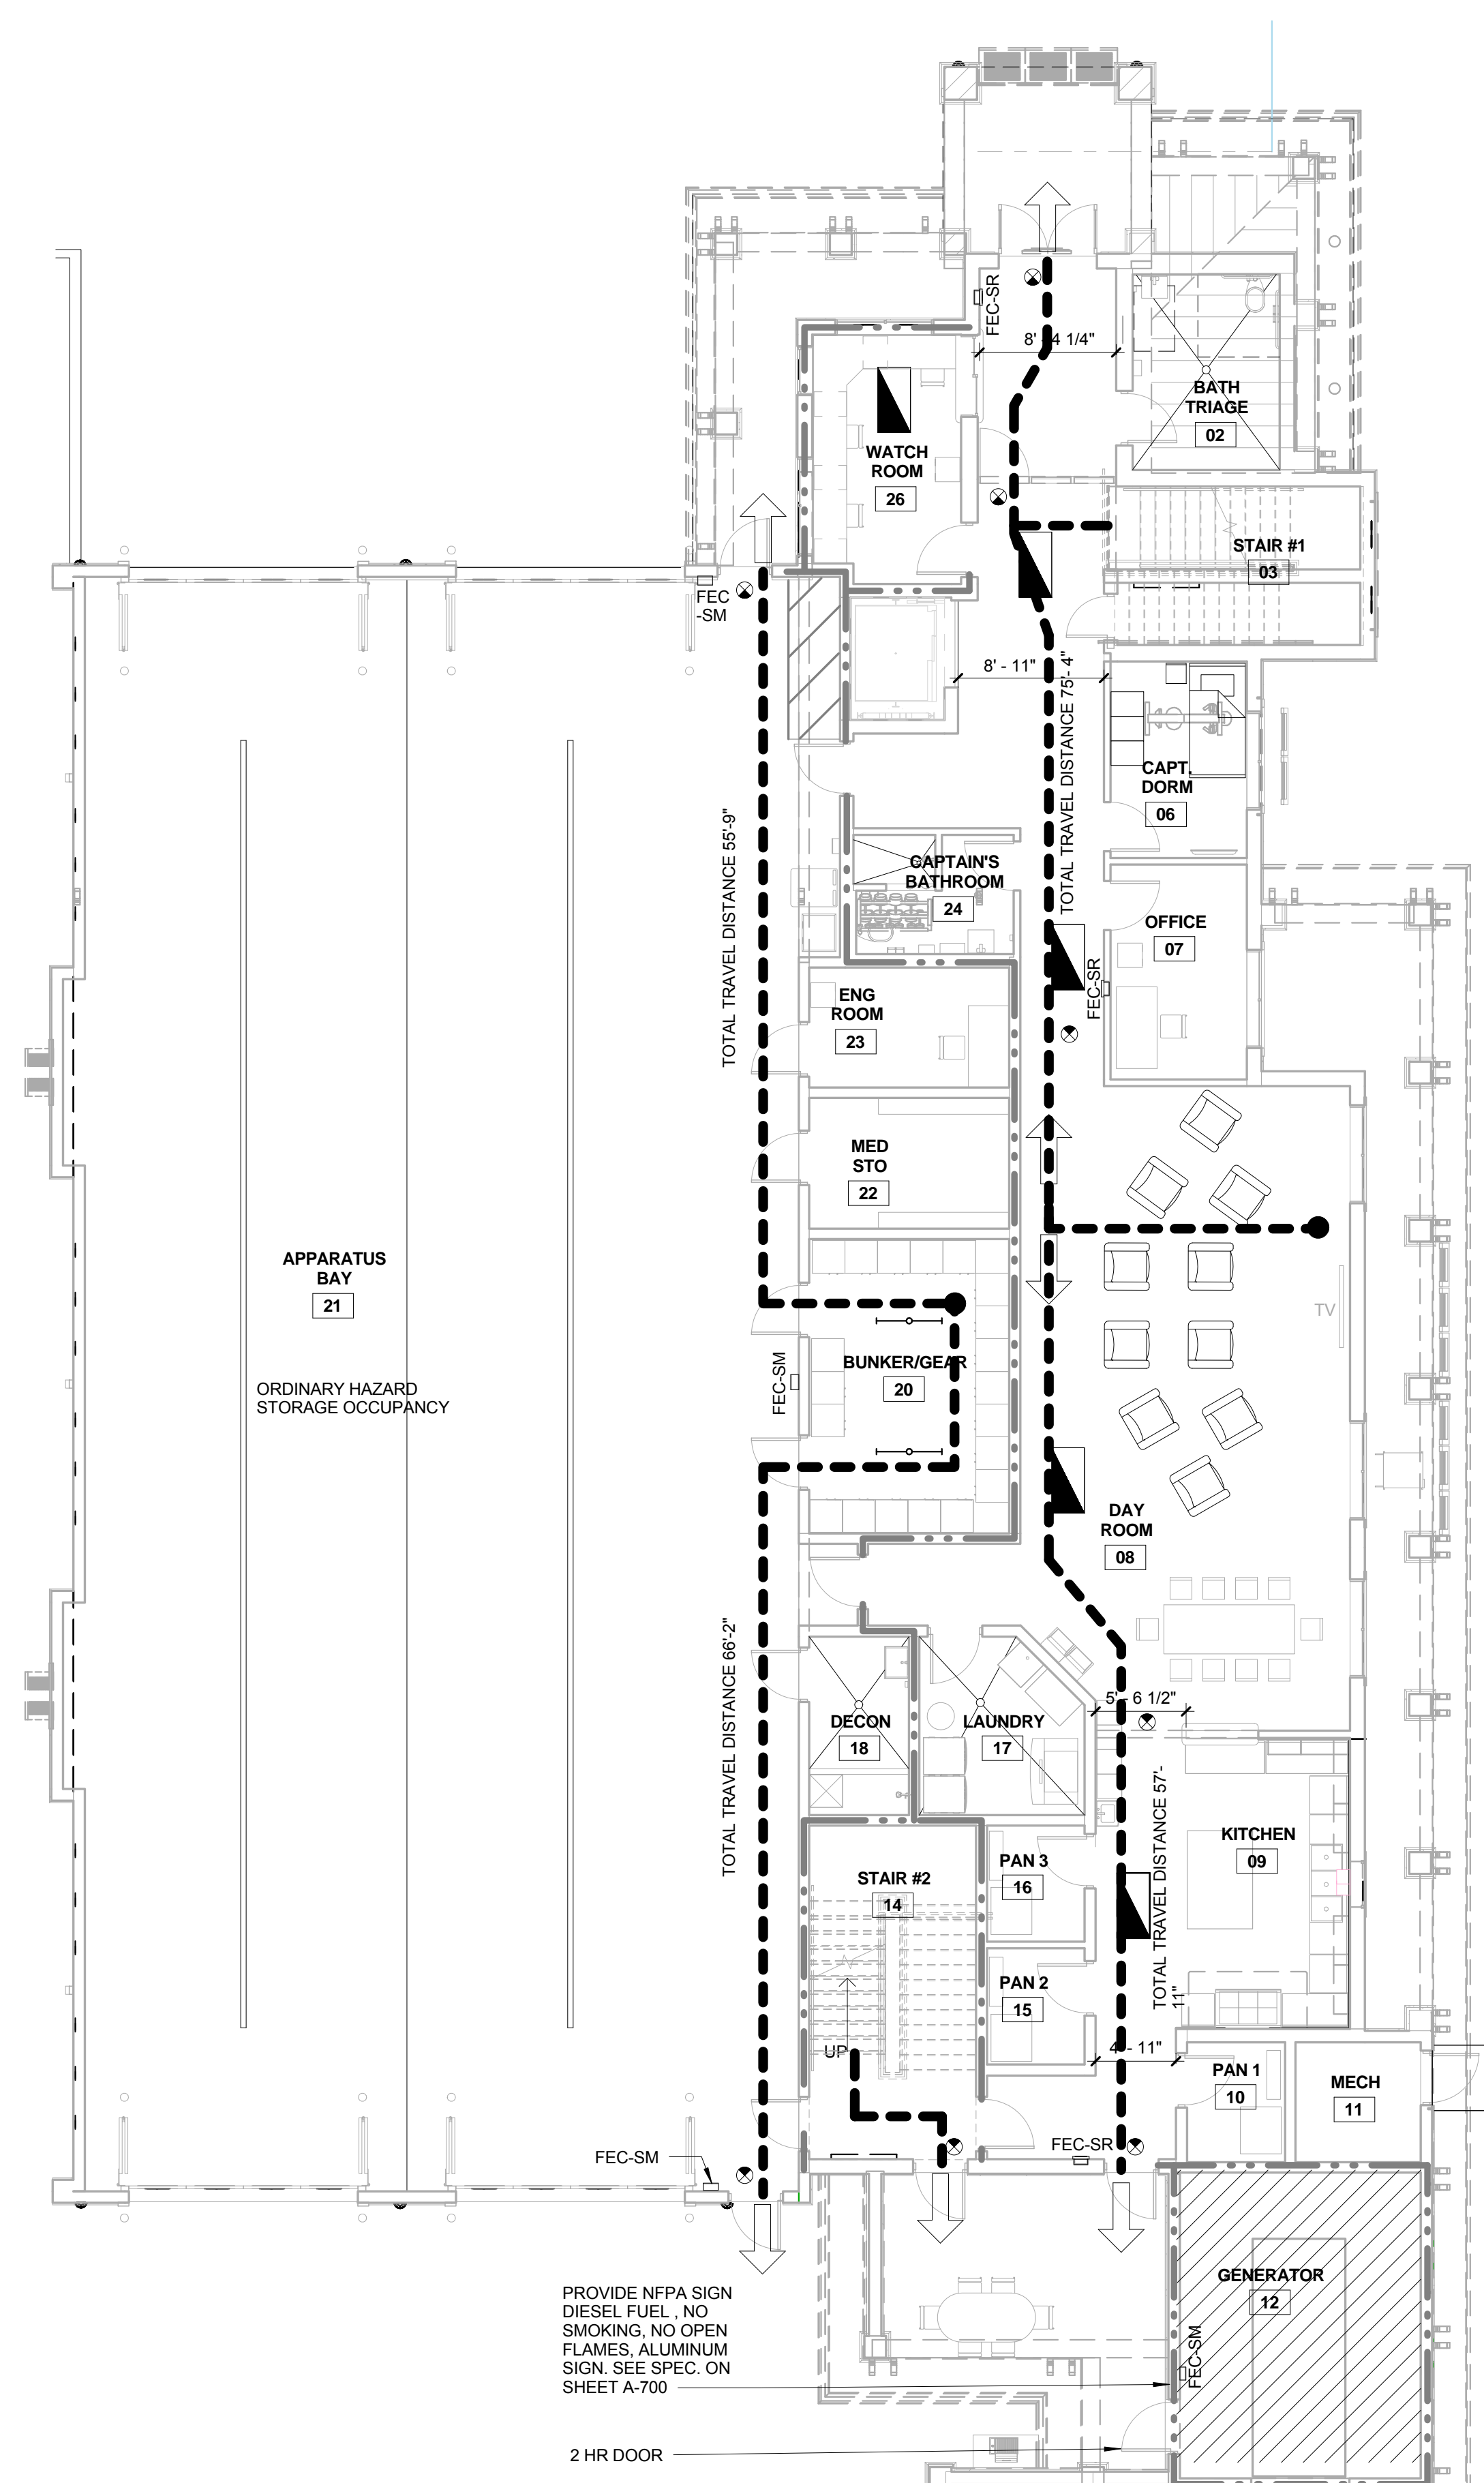 FEC-SR
8' - 4 1/4"
BATH
TRIAGE
02
WATCH
ROOM
26
STAIR #1
03
FEC
-SM
8' - 11"
TOTAL TRAVEL DISTANCE 75'- 4"
CAPT.
DORM
06
TOTAL TRAVEL DISTANCE 55'-9"
CAPTAIN'S
BATHROOM
24
OFFICE
07
FEC-SR
ENG
ROOM
23
MED
STO
22
APPARATUS
BAY
21
TV
BUNKER/GEAR
20
FEC-SM
ORDINARY HAZARD
STORAGE OCCUPANCY
DAY
ROOM
08
TOTAL TRAVEL DISTANCE 66'-2"
5' - 6 1/2"
DECON
18
LAUNDRY
17
TOTAL TRAVEL DISTANCE 57'-
11"
KITCHEN
09
PAN 3
16
STAIR #2
14
PAN 2
15
UP
4' - 11"
PAN 1
10
MECH
11
FEC-SR
FEC-SM
GENERATOR
12
FEC-SM
PROVIDE NFPA SIGN
DIESEL FUEL , NO
SMOKING, NO OPEN
FLAMES, ALUMINUM
SIGN. SEE SPEC. ON
SHEET A-700
2 HR DOOR